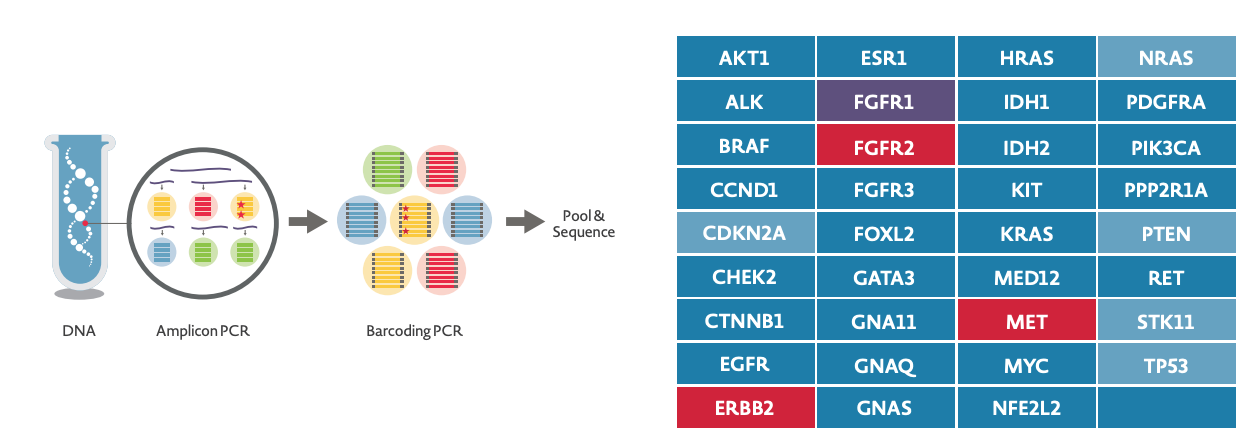 DNA
Amplicon PCR
Barcoding PCR
Pool &
Sequence
AKT1 ESR1 HRAS NRAS
ALK FGFR1 IDH1 PDGFRA
BRAF FGFR2 IDH2 PIK3CA
CCND1 FGFR3 KIT PPP2R1A
CDKN2A FOXL2 KRAS PTEN
CHEK2 GATA3 MED12 RET
CTNNB1 GNA11 MET STK11
EGFR GNAQ MYC TP53
ERBB2 GNAS NFE2L2